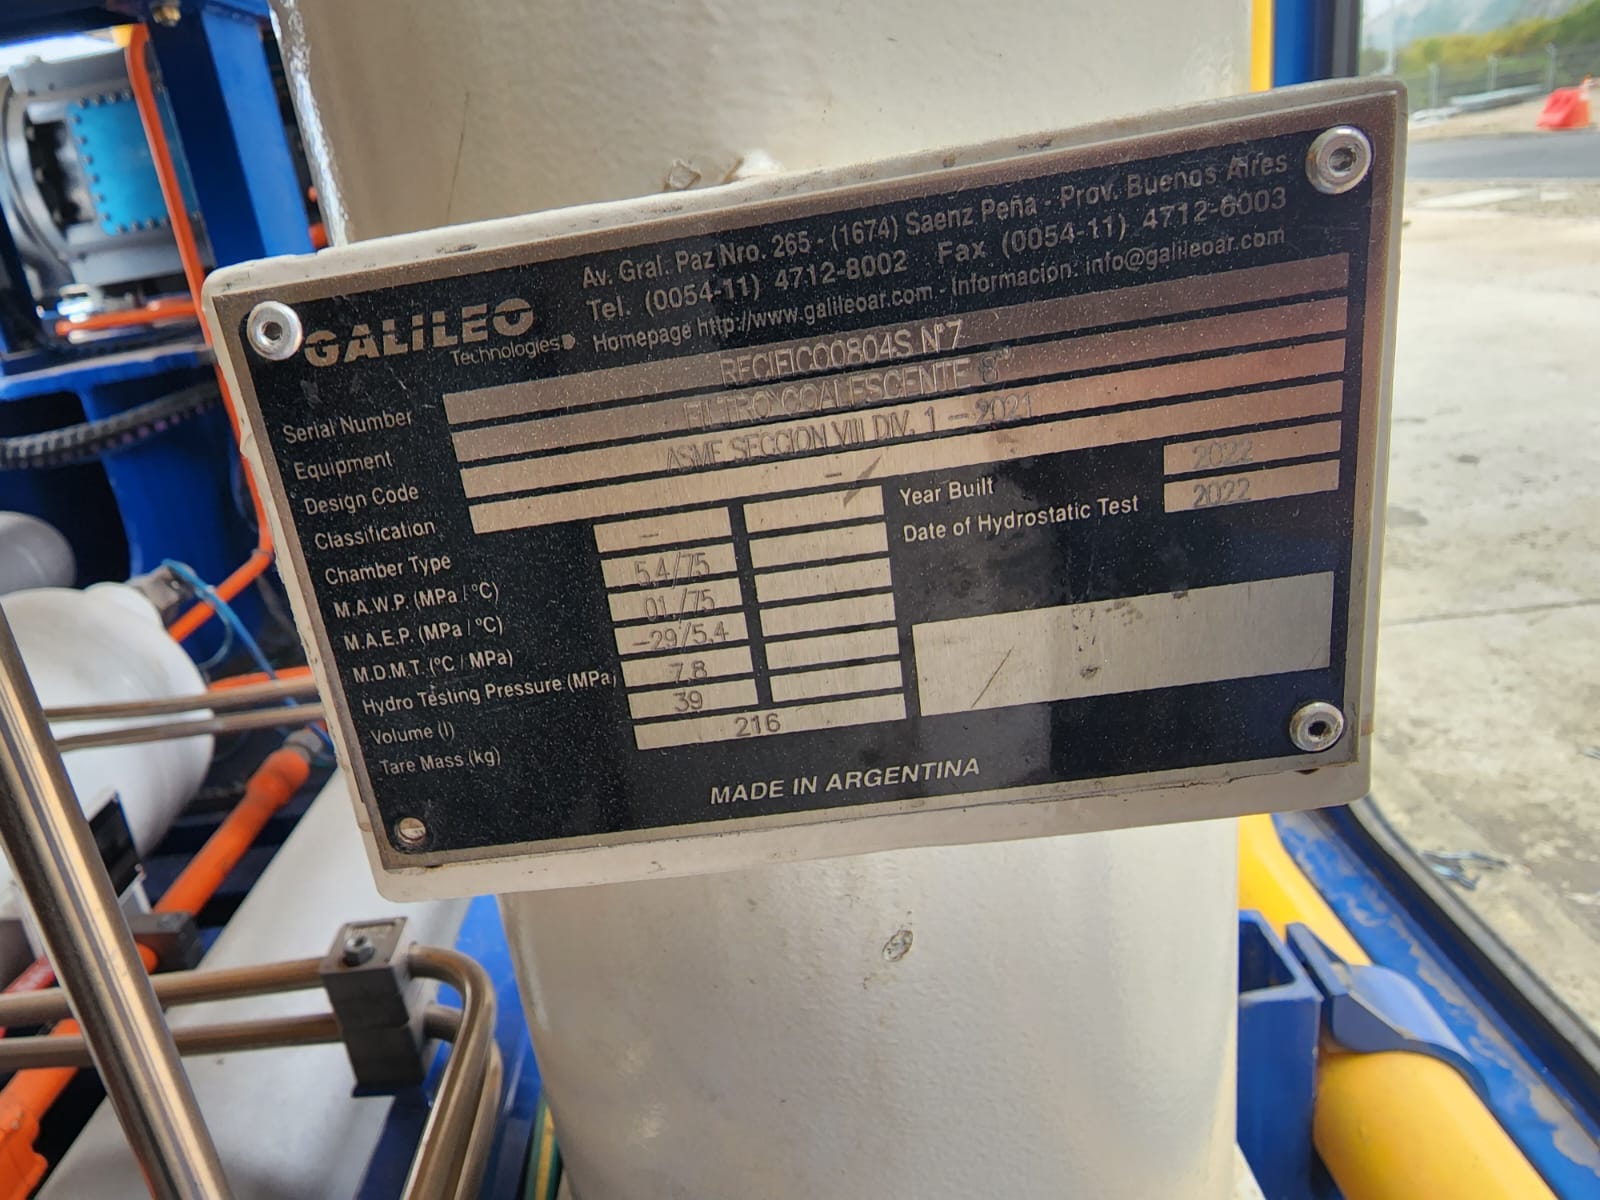 GALiLEO
Technologies
Av. Gral. Paz Nro. 265 - (1674) Saenz Peña - Prov. Buenos Aires
Tel. (0054-11) 4712-8002 Fax (0054-11) 4712-6003
Homepage http://www.galileoar.com - Informacion: info@galileoar.com
Serial Number RECIFIC00804S N°7
Equipment FILTRO COALESCENTE 8"
Design Code ASME SECCION VIII DIV. 1 - 2021
Classification -
Chamber Type -
M.A.W.P. (MPa / °C) 5,4/75
M.A.E.P. (MPa / °C) 01/75
M.D.M.T. (°C / MPa) -29/5,4
Hydro Testing Pressure (MPa) 7,8
Volume (l) 39
Tare Mass (kg) 216
Year Built 2022
Date of Hydrostatic Test 2022
MADE IN ARGENTINA